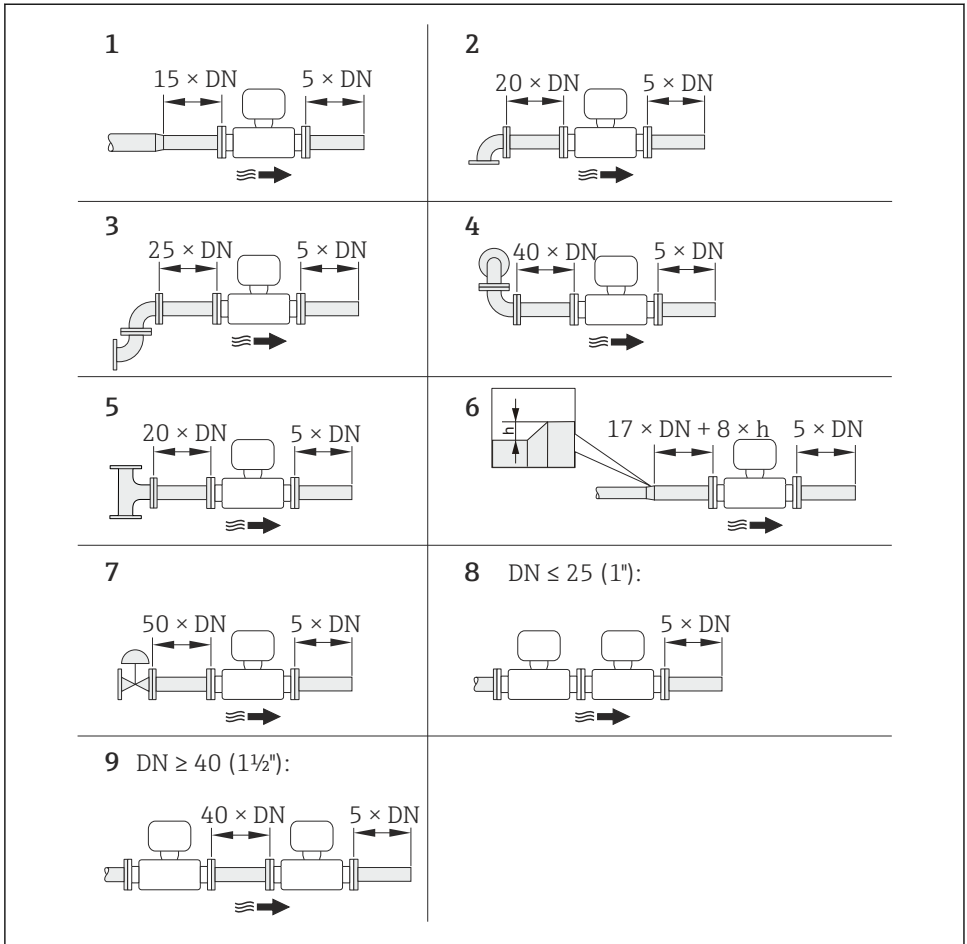 1
15 × DN 5 × DN
2
20 × DN 5 × DN
3
25 × DN 5 × DN
4
40 × DN 5 × DN
5
20 × DN 5 × DN
6
h
17 × DN + 8 × h 5 × DN
7
50 × DN 5 × DN
8 DN ≤ 25 (1"):
5 × DN
9 DN ≥ 40 (1½"):
40 × DN 5 × DN